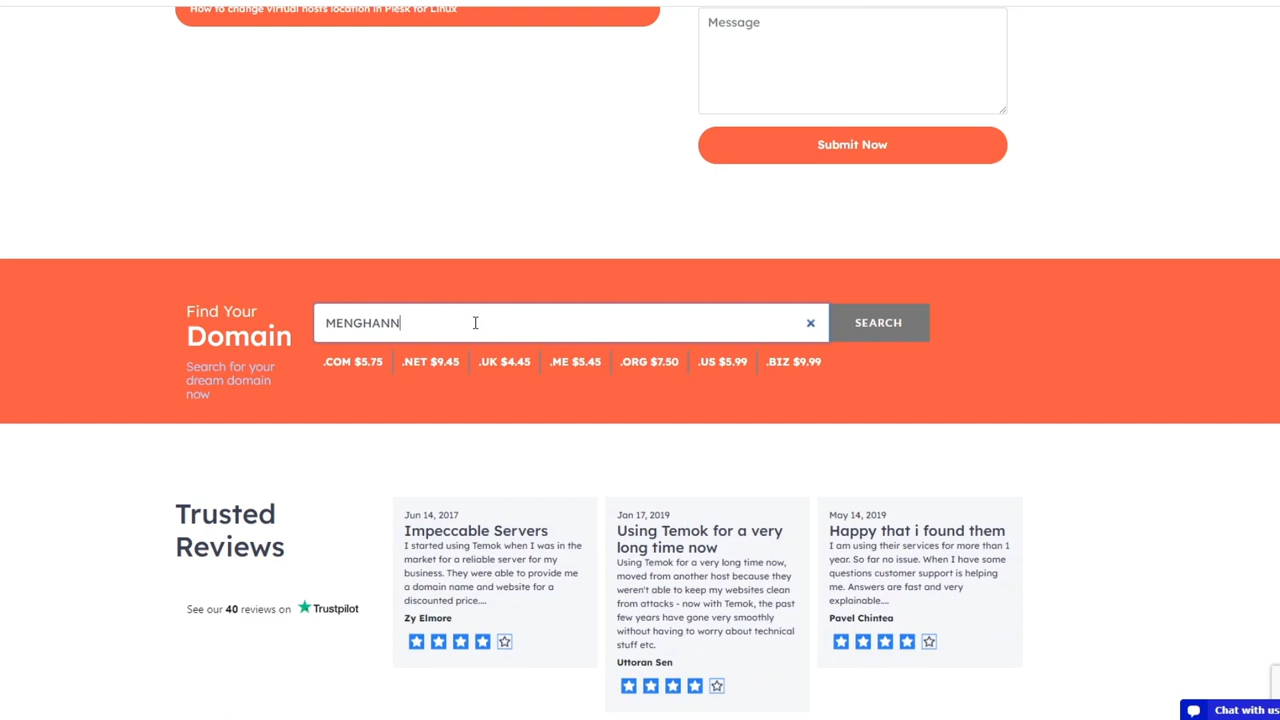 How to change virtual hosts location in Plesk for Linux
Message
Submit Now
Find Your
Domain
Search for your
dream domain
now
MENGHANN
SEARCH
.COM $5.75
.NET $9.45
.UK $4.45
.ME $5.45
.ORG $7.50
.US $5.99
.BIZ $9.99
Trusted
Reviews
See our 40 reviews on Trustpilot
Jun 14, 2017
Impeccable Servers
I started using Temok when I was in the
market for a reliable server for my
business. They were able to provide me
a domain name and website for a
discounted price....
Zy Elmore
Jan 17, 2019
Using Temok for a very
long time now
Using Temok for a very long time now,
moved from another host because they
weren't able to keep my websites clean
from attacks - now with Temok, the past
few years have gone very smoothly
without having to worry about technical
stuff etc.
Uttoran Sen
May 14, 2019
Happy that i found them
I am using their services for more than 1
year. So far no issue. When I have some
questions customer support is helping
me. Answers are fast and very
explainable....
Pavel Chintea
Chat with us